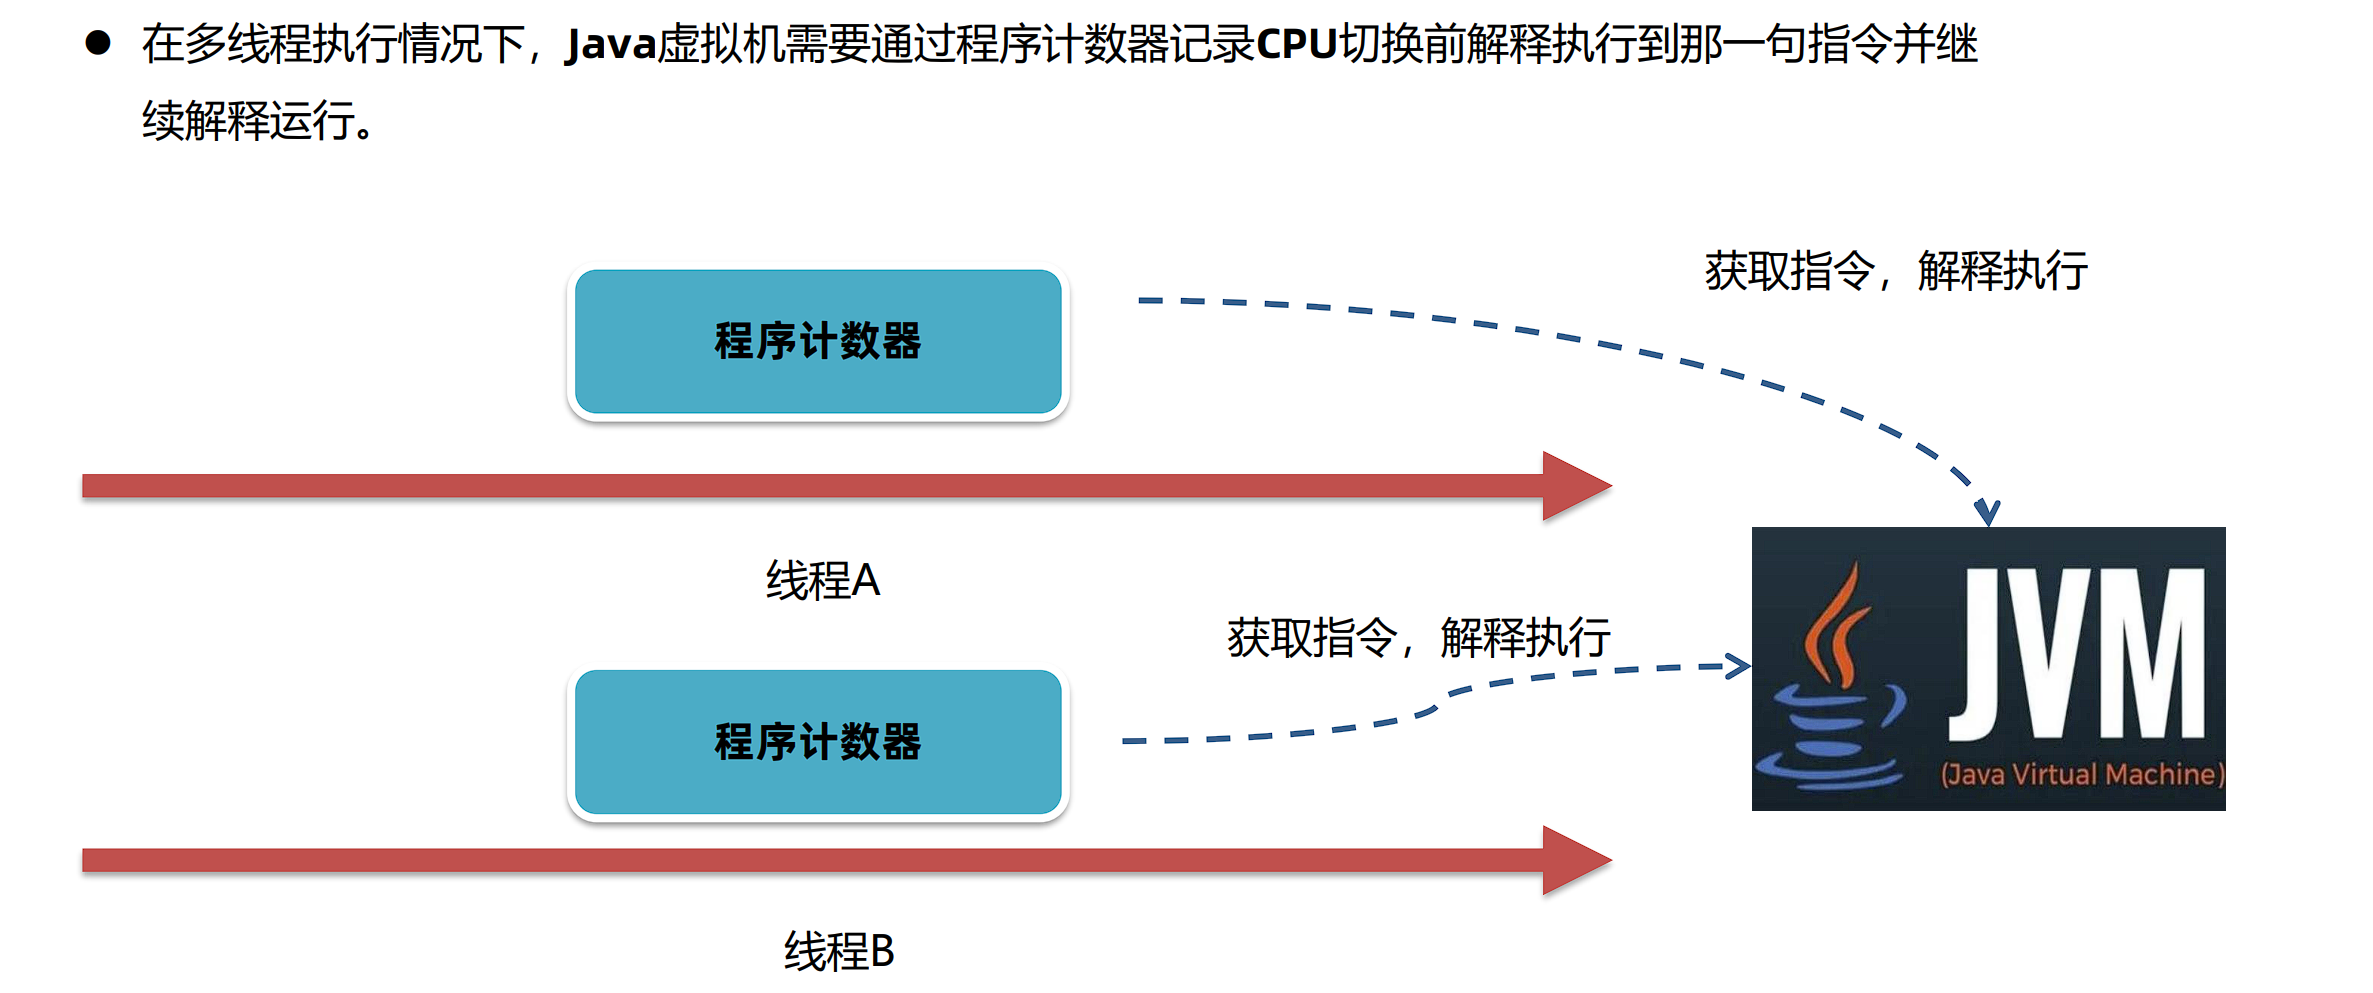 ● 在多线程执行情况下，Java虚拟机需要通过程序计数器记录CPU切换前解释执行到那一句指令并继
续解释运行。
获取指令，解释执行
程序计数器
线程A
获取指令，解释执行
程序计数器
JVM
(Java Virtual Machine)
线程B